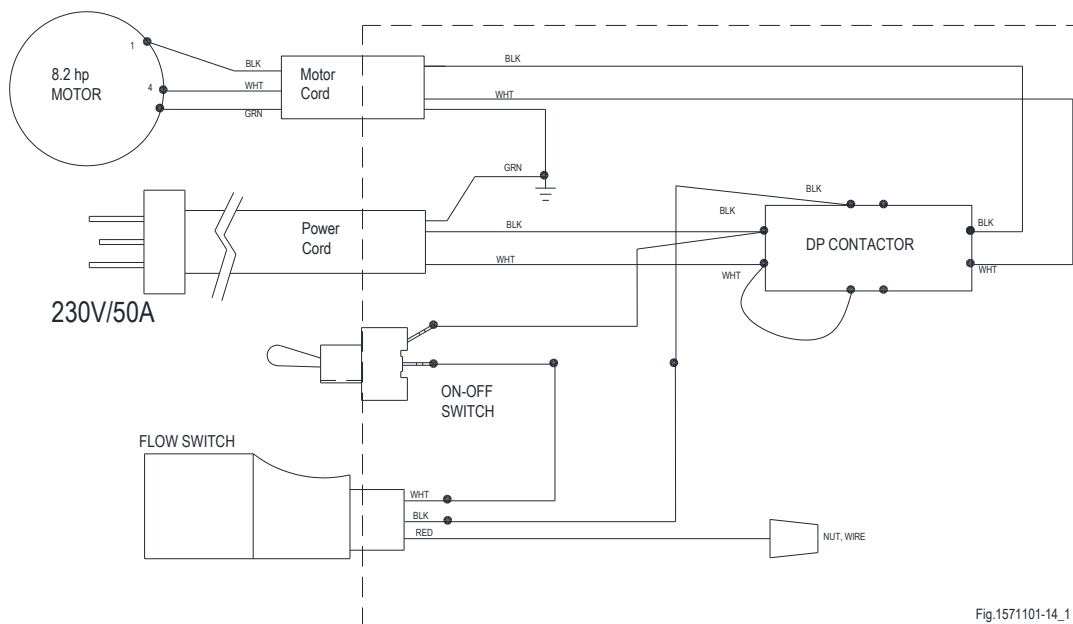 1
BLK
BLK
8.2 hp
MOTOR
Motor
Cord
4
WHT
WHT
GRN
GRN
BLK
BLK
Power
Cord
BLK
BLK
DP CONTACTOR
WHT
WHT
WHT
230V/50A
ON-OFF
SWITCH
FLOW SWITCH
WHT
BLK
RED
NUT, WIRE
Fig.1571101-14_1